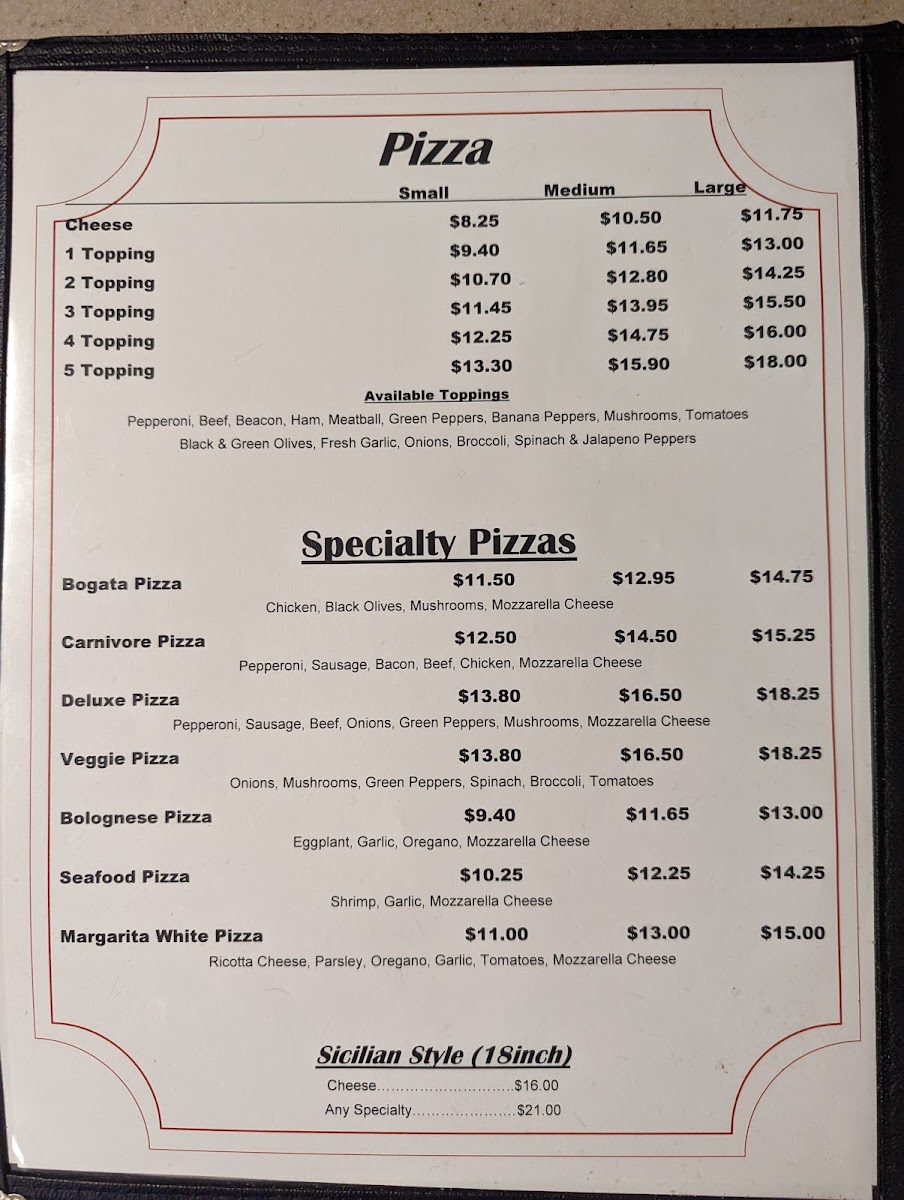 Pizza
Small Medium Large
Cheese $8.25 $10.50 $11.75
1 Topping $9.40 $11.65 $13.00
2 Topping $10.70 $12.80 $14.25
3 Topping $11.45 $13.95 $15.50
4 Topping $12.25 $14.75 $16.00
5 Topping $13.30 $15.90 $18.00
Available Toppings
Pepperoni, Beef, Beacon, Ham, Meatball, Green Peppers, Banana Peppers, Mushrooms, Tomatoes
Black & Green Olives, Fresh Garlic, Onions, Broccoli, Spinach & Jalapeno Peppers
Specialty Pizzas
Bogata Pizza $11.50 $12.95 $14.75
Chicken, Black Olives, Mushrooms, Mozzarella Cheese
Carnivore Pizza $12.50 $14.50 $15.25
Pepperoni, Sausage, Bacon, Beef, Chicken, Mozzarella Cheese
Deluxe Pizza $13.80 $16.50 $18.25
Pepperoni, Sausage, Beef, Onions, Green Peppers, Mushrooms, Mozzarella Cheese
Veggie Pizza $13.80 $16.50 $18.25
Onions, Mushrooms, Green Peppers, Spinach, Broccoli, Tomatoes
Bolognese Pizza $9.40 $11.65 $13.00
Eggplant, Garlic, Oregano, Mozzarella Cheese
Seafood Pizza $10.25 $12.25 $14.25
Shrimp, Garlic, Mozzarella Cheese
Margarita White Pizza $11.00 $13.00 $15.00
Ricotta Cheese, Parsley, Oregano, Garlic, Tomatoes, Mozzarella Cheese
Sicilian Style (18inch)
Cheese............................$16.00
Any Specialty.....................$21.00